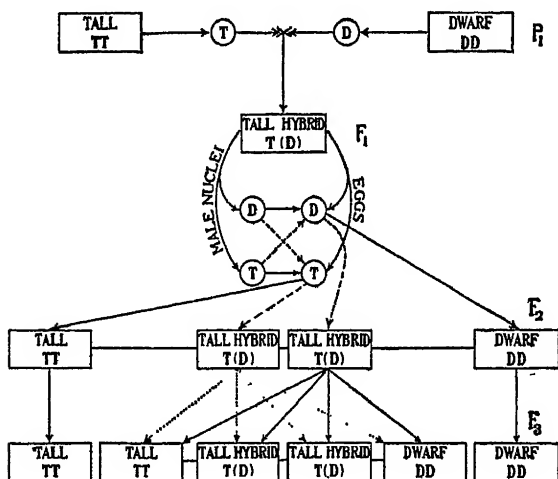 TALL
TT
T
D
DWARF
DD
P1
TALL HYBRID
T (D)
F1
MALE NUCLEI
EGGS
D
D
T
T
F2
TALL
TT
TALL HYBRID
T(D)
TALL HYBRID
T(D)
DWARF
DD
F3
TALL
TT
TALL
TT
TALL HYBRID
T(D)
TALL HYBRID
T(D)
DWARF
DD
DWARF
DD